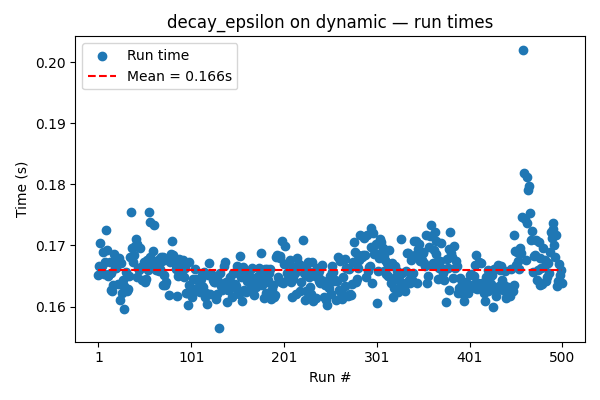 decay_epsilon on dynamic — run times
Run time
Mean = 0.166s
0.20
0.19
0.18
0.17
0.16
Time (s)
1
101
201
301
401
500
Run #